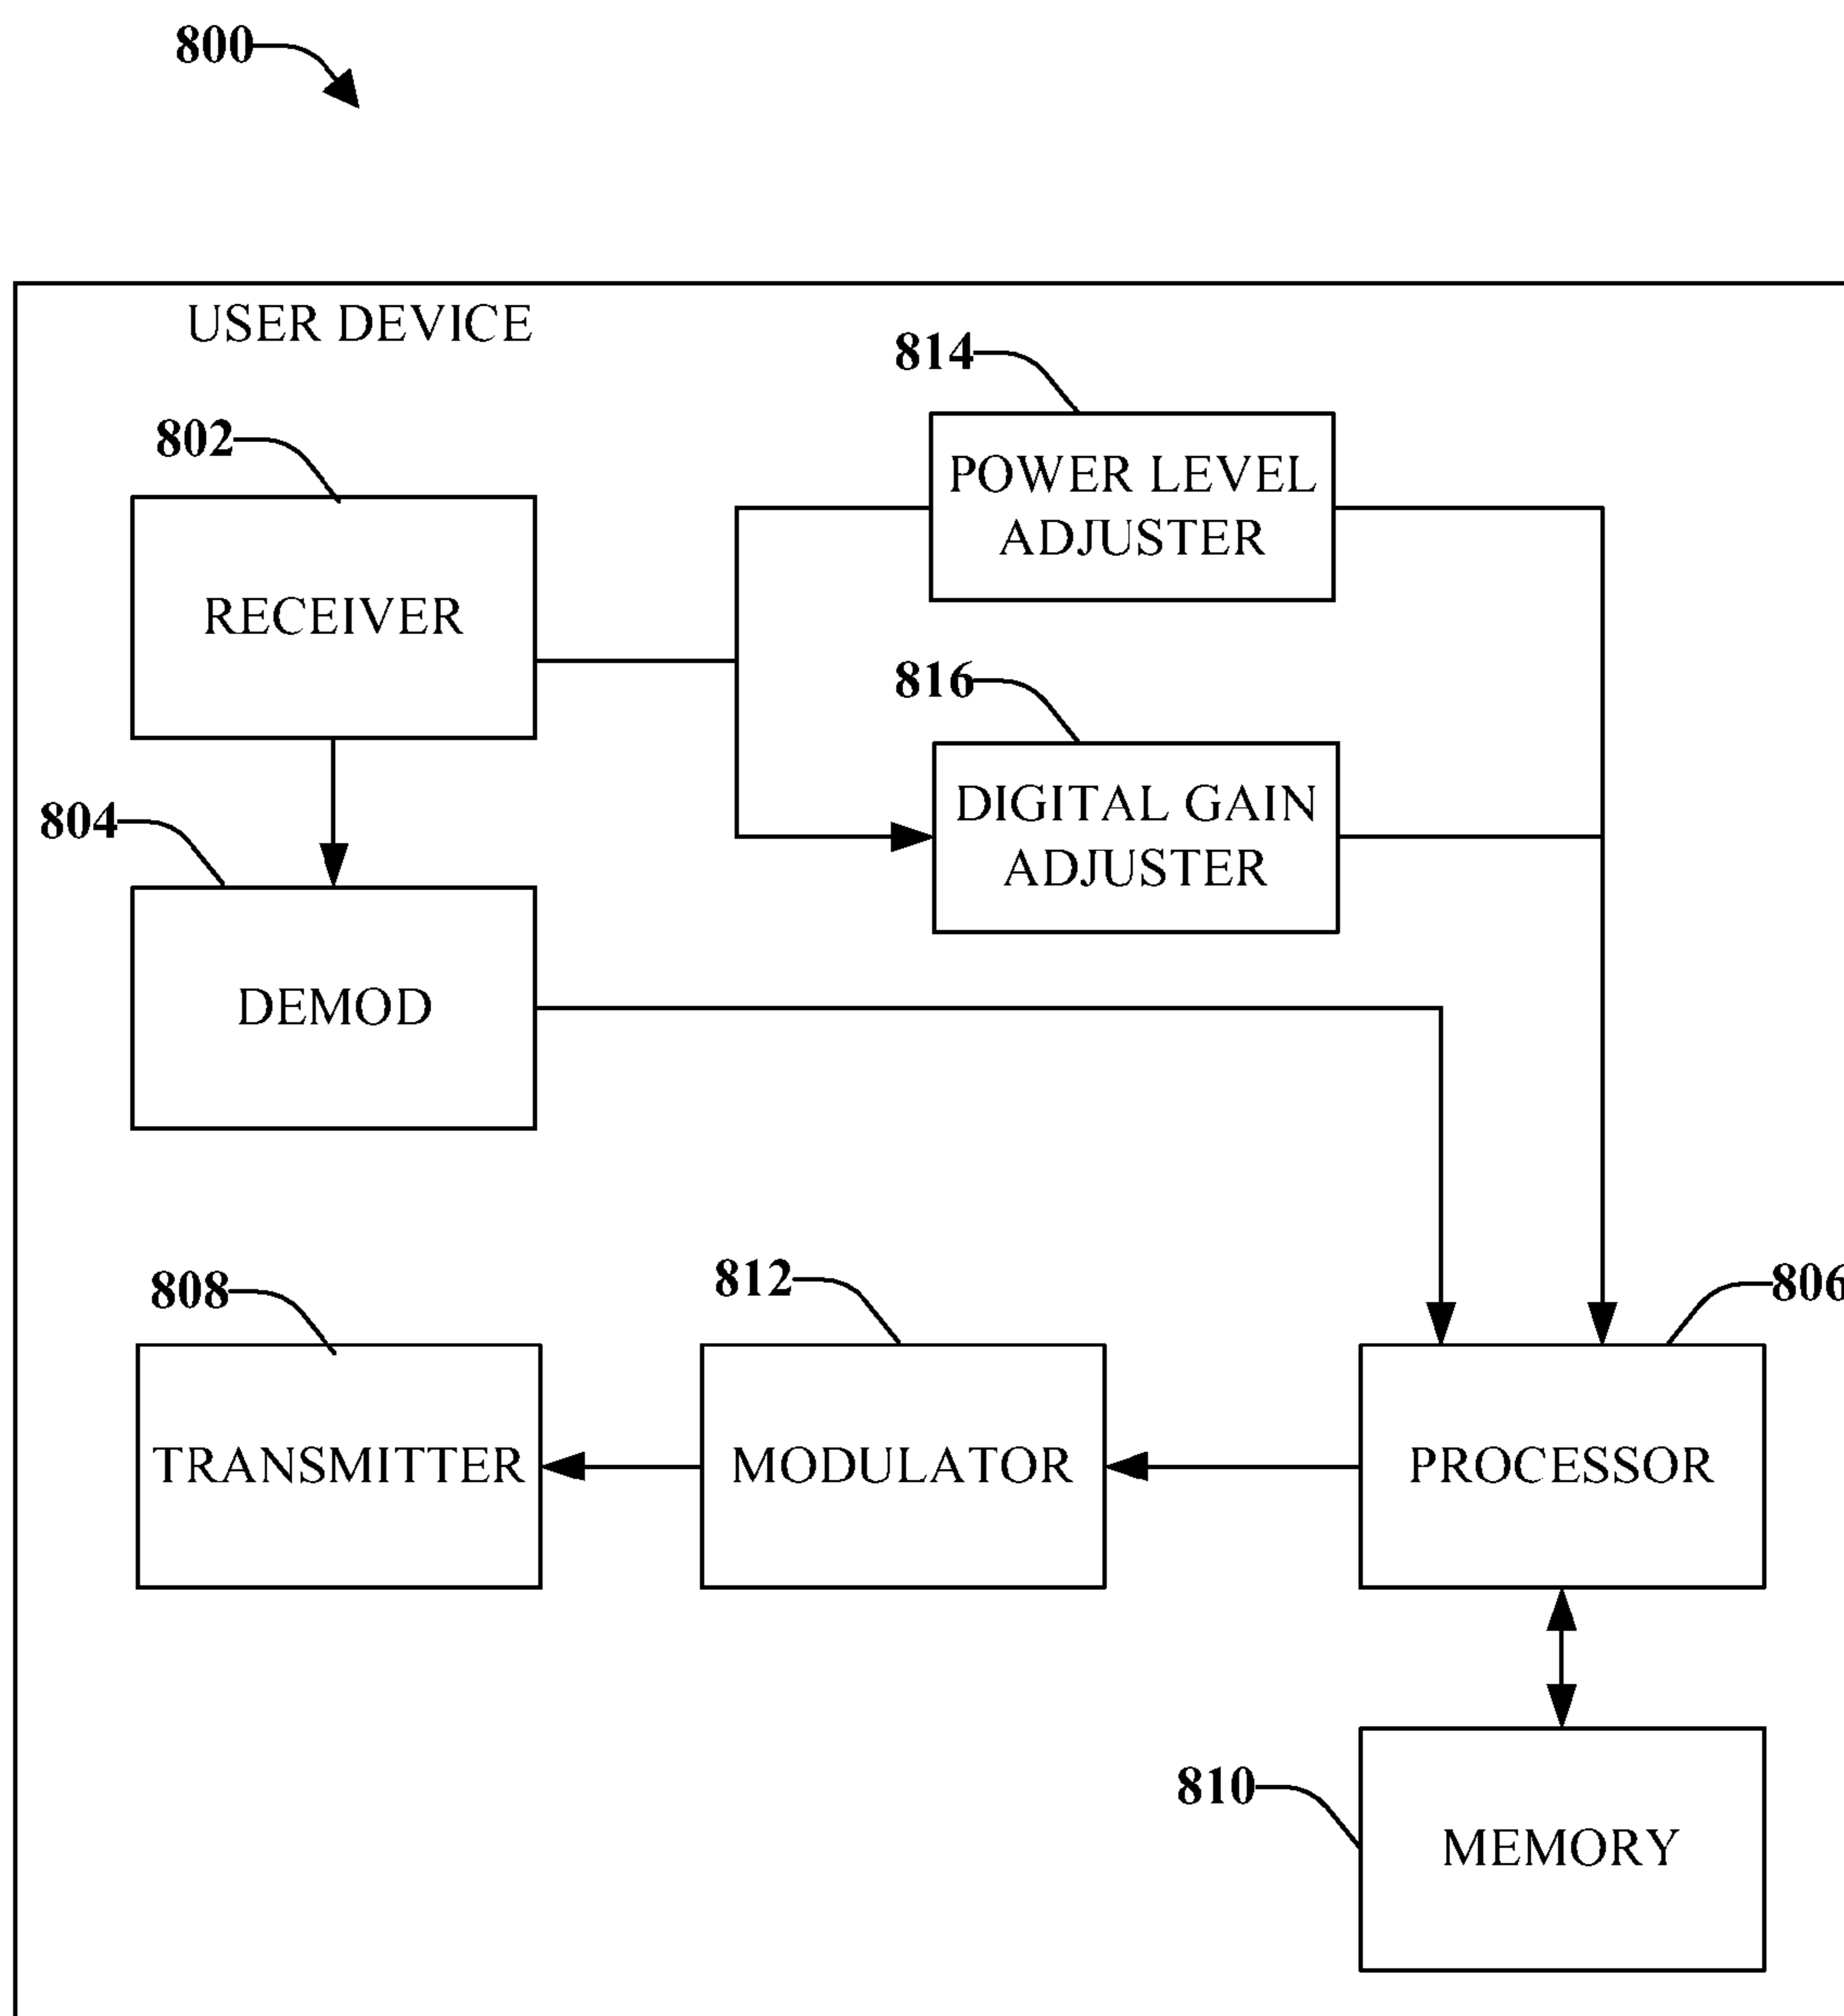 800
USER DEVICE
814
802
POWER LEVEL
ADJUSTER
RECEIVER
816
DIGITAL GAIN
ADJUSTER
804
DEMOD
808
812
806
TRANSMITTER
MODULATOR
PROCESSOR
810
MEMORY